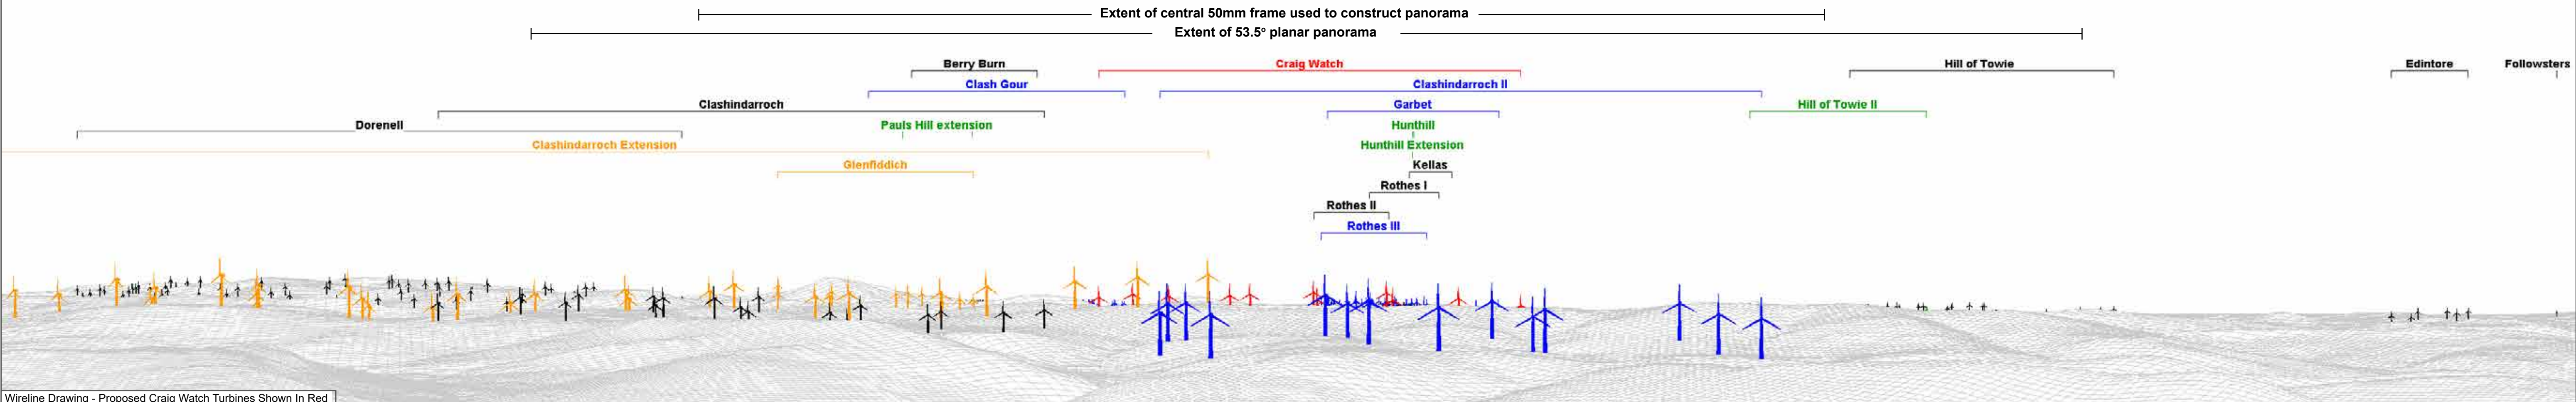 Extent of central 50mm frame used to construct panorama
Extent of 53.5° planar panorama
Berry Burn
Craig Watch
Hill of Towie
Edintore
Followsters
Clash Gour
Clashindarroch II
Clashindarroch
Garbet
Hill of Towie II
Dorenell
Pauls Hill extension
Hunthill
Clashindarroch Extension
Hunthill Extension
Glenfiddich
Kellas
Rothes I
Rothes II
Rothes III
Wireline Drawing - Proposed Craig Watch Turbines Shown In Red